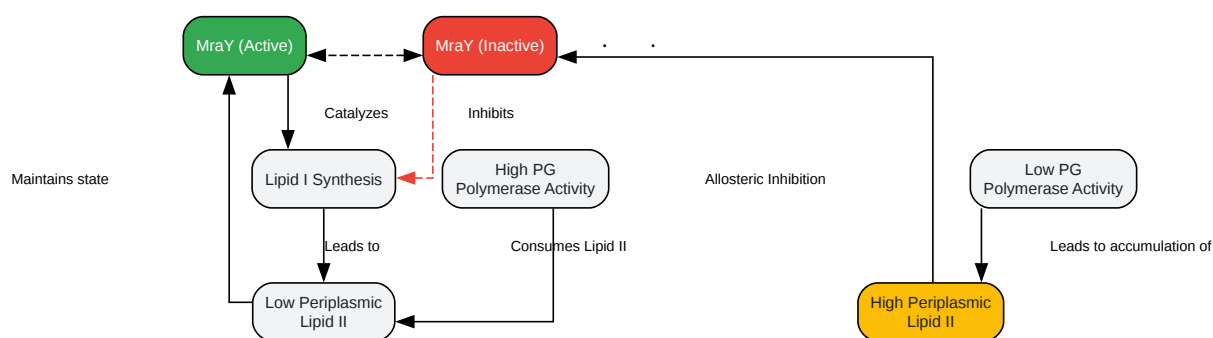 MraY (Active)
MraY (Inactive)
Catalyzes
Inhibits
Maintains state
Lipid I Synthesis
High PG
Polymerase Activity
Allosteric Inhibition
Low PG
Polymerase Activity
Leads to
Consumes Lipid II
Leads to accumulation of
Low Periplasmic
Lipid II
High Periplasmic
Lipid II